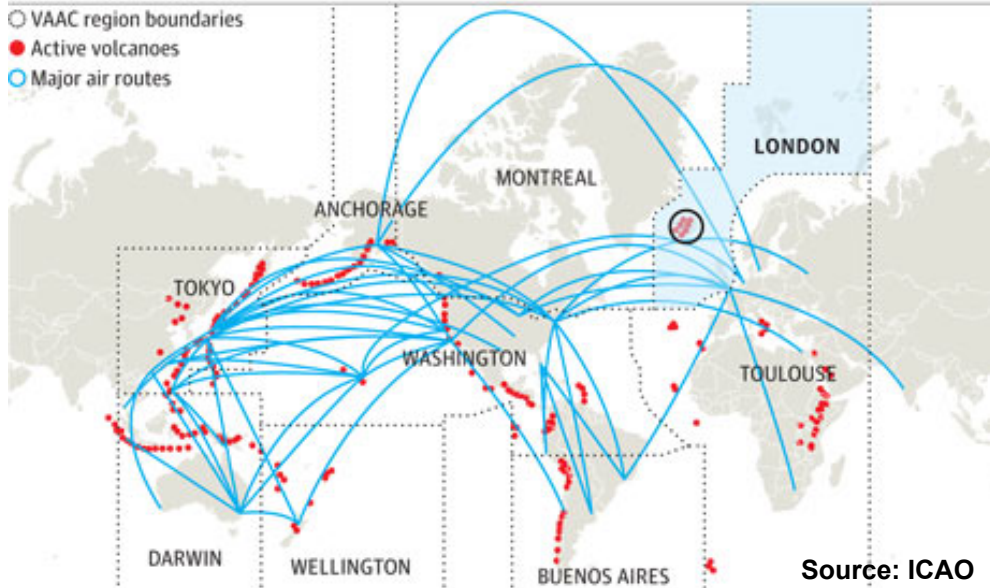 VAAC region boundaries
Active volcanoes
Major air routes
LONDON
MONTREAL
ANCHORAGE
TOKYO
WASHINGTON
TOULOUSE
DARWIN
WELLINGTON
BUENOS AIRES
Source: ICAO